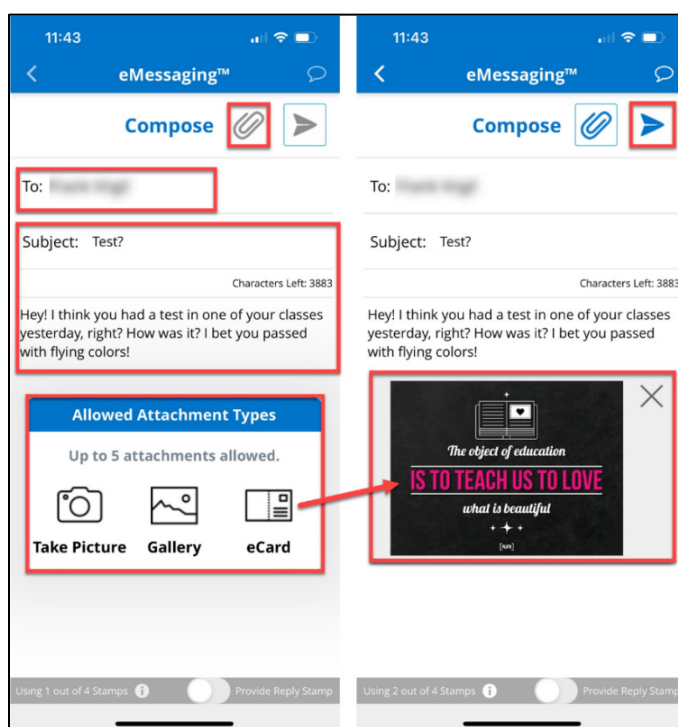 11:43
eMessaging™
Compose
To:
Subject: Test?
Characters Left: 3883
Hey! I think you had a test in one of your classes
yesterday, right? How was it? I bet you passed
with flying colors!
Allowed Attachment Types
Up to 5 attachments allowed.
Take Picture Gallery eCard
Using 1 out of 4 Stamps Provide Reply Stamp
11:43
eMessaging™
Compose
To:
Subject: Test?
Characters Left: 3883
Hey! I think you had a test in one of your classes
yesterday, right? How was it? I bet you passed
with flying colors!
The object of education
IS TO TEACH US TO LOVE
what is beautiful
Using 2 out of 4 Stamps Provide Reply Stamp